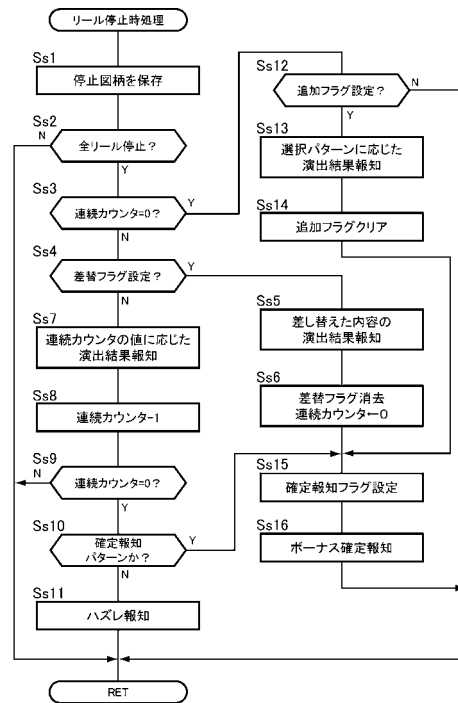 リール停止時処理
Ss1
停止図柄を保存
Ss2
N
全リール停止？
Y
Ss3
連続カウンタ=0？
Y
N
Ss4
差替フラグ設定？
Y
N
Ss7
連続カウンタの値に応じた
演出結果報知
Ss8
連続カウンター1
Ss9
N
連続カウンタ=0？
Y
Ss10
確定報知
パターンか？
Y
N
Ss11
ハズレ報知
RET
Ss12
追加フラグ設定？
N
Y
Ss13
選択パターンに応じた
演出結果報知
Ss14
追加フラグクリア
Ss5
差し替えた内容の
演出結果報知
Ss6
差替フラグ消去
連続カウンタ←0
Ss15
確定報知フラグ設定
Ss16
ボーナス確定報知